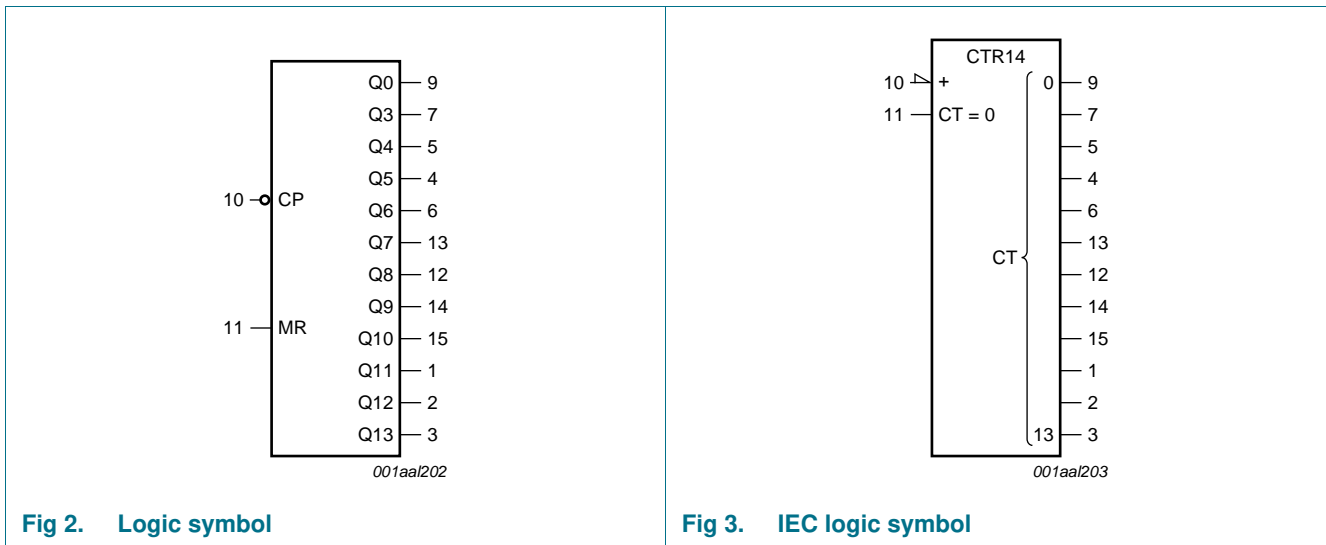 Q0 9
Q3 7
Q4 5
Q5 4
10 CP Q6 6
Q7 13
Q8 12
Q9 14
11 MR Q10 15
Q11 1
Q12 2
Q13 3
001aal202
Fig 2. Logic symbol
CTR14
10 + 0 9
11 CT = 0 7
5
4
6
13
CT 12
14
15
1
2
13 3
001aal203
Fig 3. IEC logic symbol